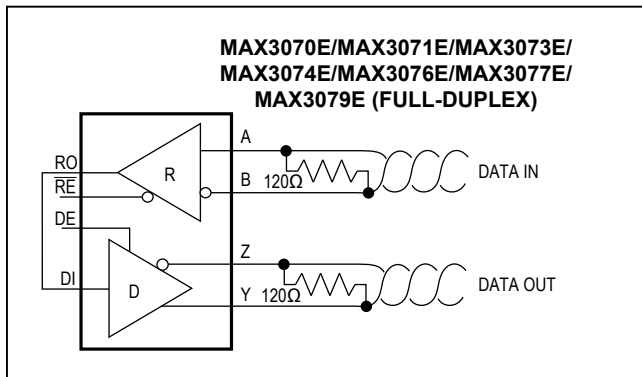 MAX3070E/MAX3071E/MAX3073E/
MAX3074E/MAX3076E/MAX3077E/
MAX3079E (FULL-DUPLEX)
A
RO
R
RE
B
120Ω
DATA IN
DE
Z
DI
D
Y
120Ω
DATA OUT